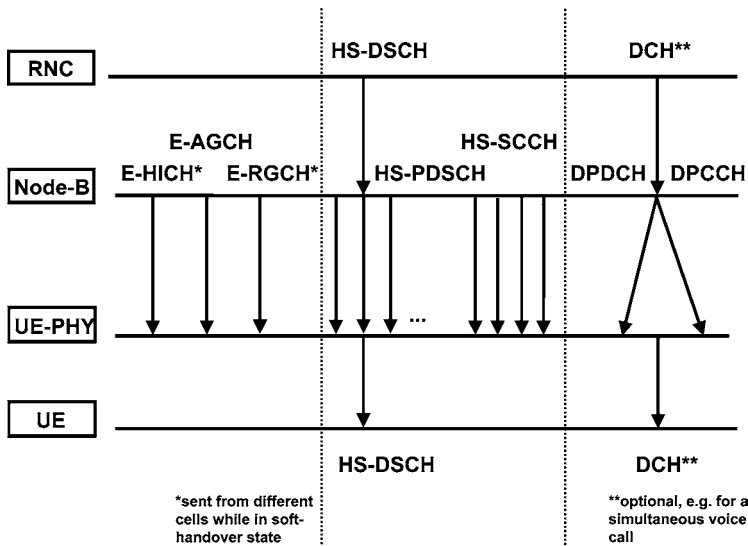 HS-DSCH
DCH**
RNC
E-AGCH
HS-SCCH
E-HICH*
E-RGCH*
HS-PDSCH
DPDCH
DPCCH
Node-B
UE-PHY
...
UE
HS-DSCH
DCH**
*sent from different
cells while in soft-
handover state
**optional, e.g. for a
simultaneous voice
call